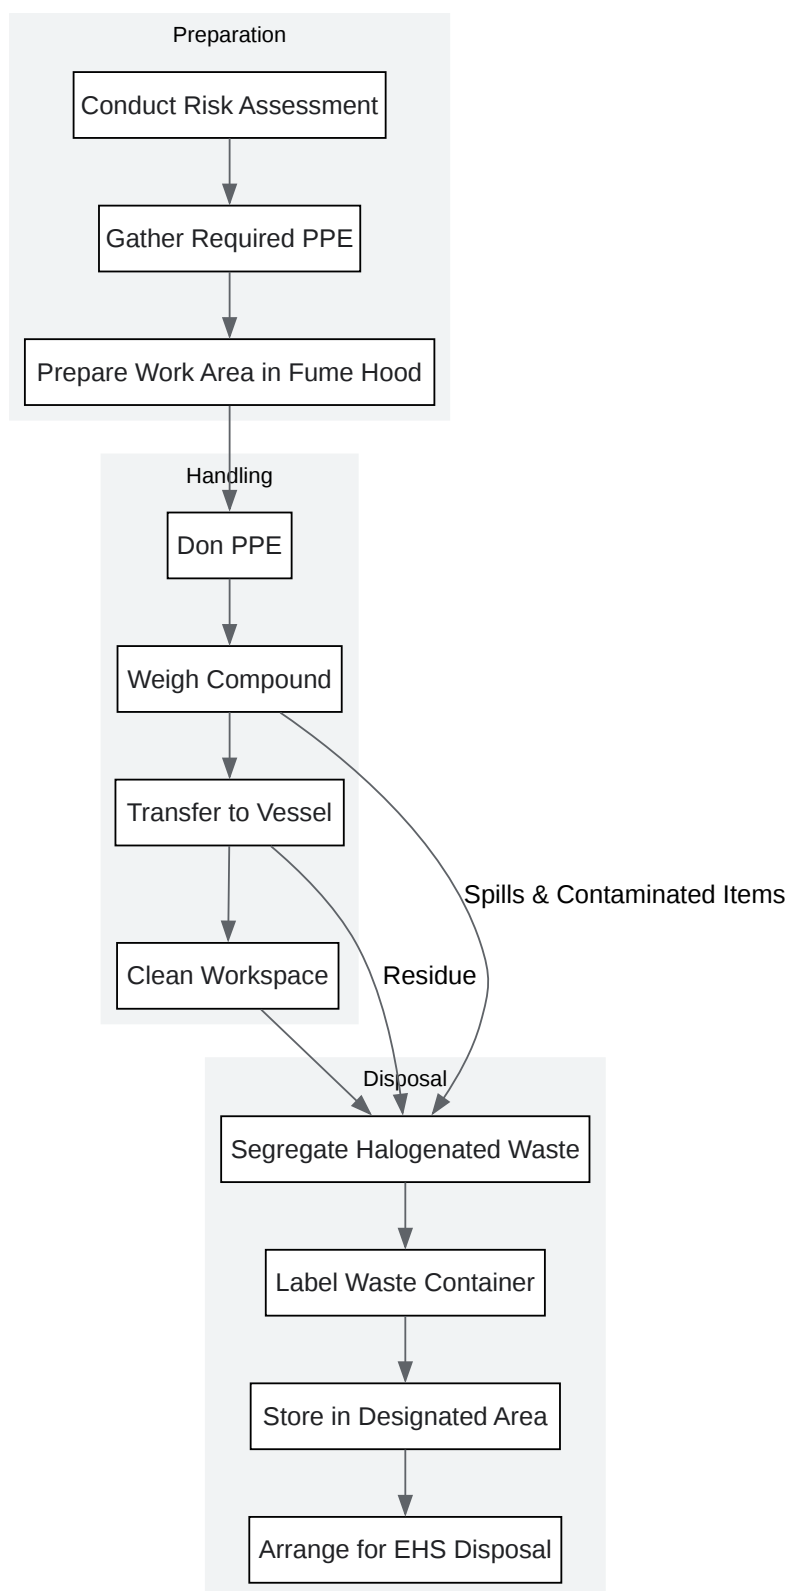 Preparation
Conduct Risk Assessment
Gather Required PPE
Prepare Work Area in Fume Hood
Handling
Don PPE
Weigh Compound
Transfer to Vessel
Spills & Contaminated Items
Clean Workspace
Residue
Disposal
Segregate Halogenated Waste
Label Waste Container
Store in Designated Area
Arrange for EHS Disposal